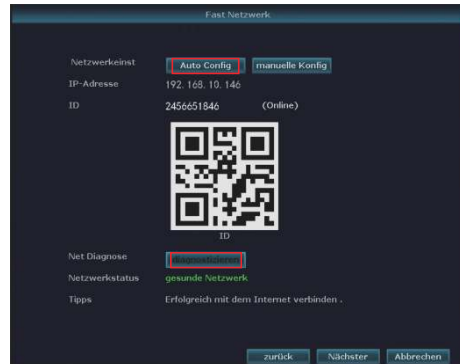 Fast Netzwerk
Netzwerkeinst Auto Config manuelle Konfig
IP-Adresse 192. 168. 10. 146
ID 2456651846 (Online)
ID
Net Diagnose diagnostizieren
Netzwerkstatus gesunde Netzwerk
Tipps Erfolgreich mit dem Internet verbinden .
zurück Nächster Abbrechen